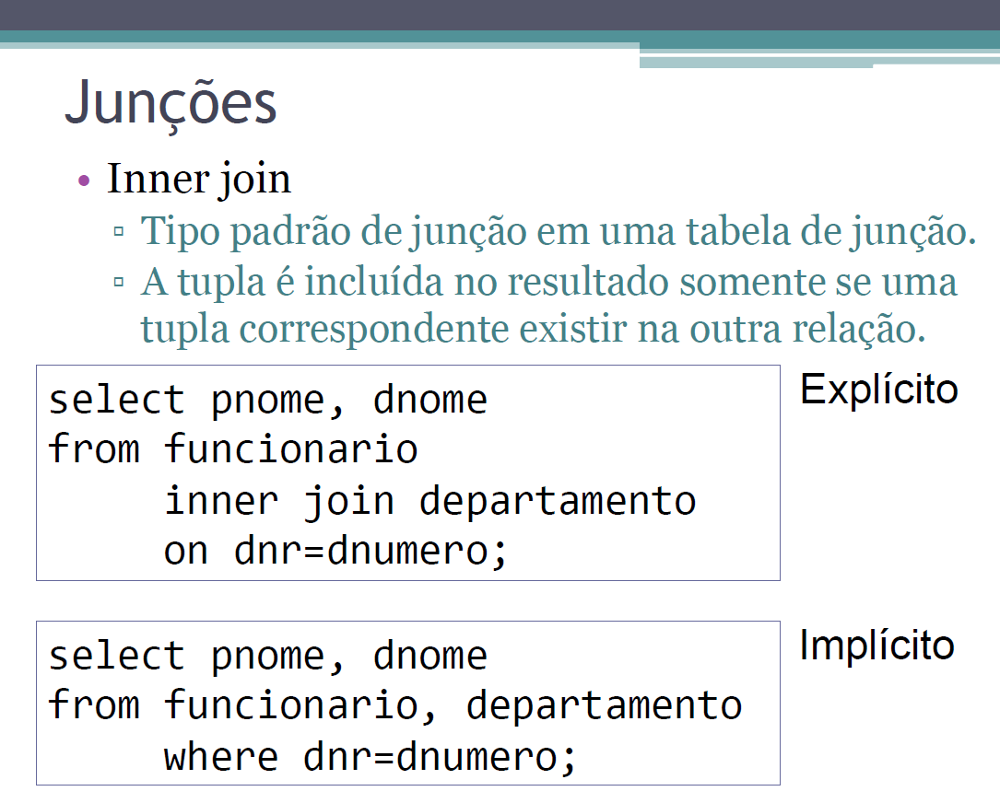 Junções
• Inner join
▫ Tipo padrão de junção em uma tabela de junção.
▫ A tupla é incluída no resultado somente se uma
tupla correspondente existir na outra relação.
select pnome, dnome
from funcionario
inner join departamento
on dnr=dnumero;
Explícito
select pnome, dnome
from funcionario, departamento
where dnr=dnumero;
Implícito